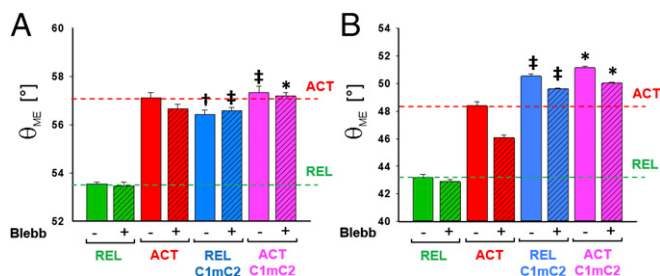 A
B
60
58
56
54
52
θME [°]
ACT
REL
† ‡ ‡ *
Blebb - + - + - + - +
REL ACT REL C1mC2 ACT C1mC2
52
50
48
46
44
42
40
θME [°]
‡ ‡ * *
ACT
REL
Blebb - + - + - + - +
REL ACT REL C1mC2 ACT C1mC2